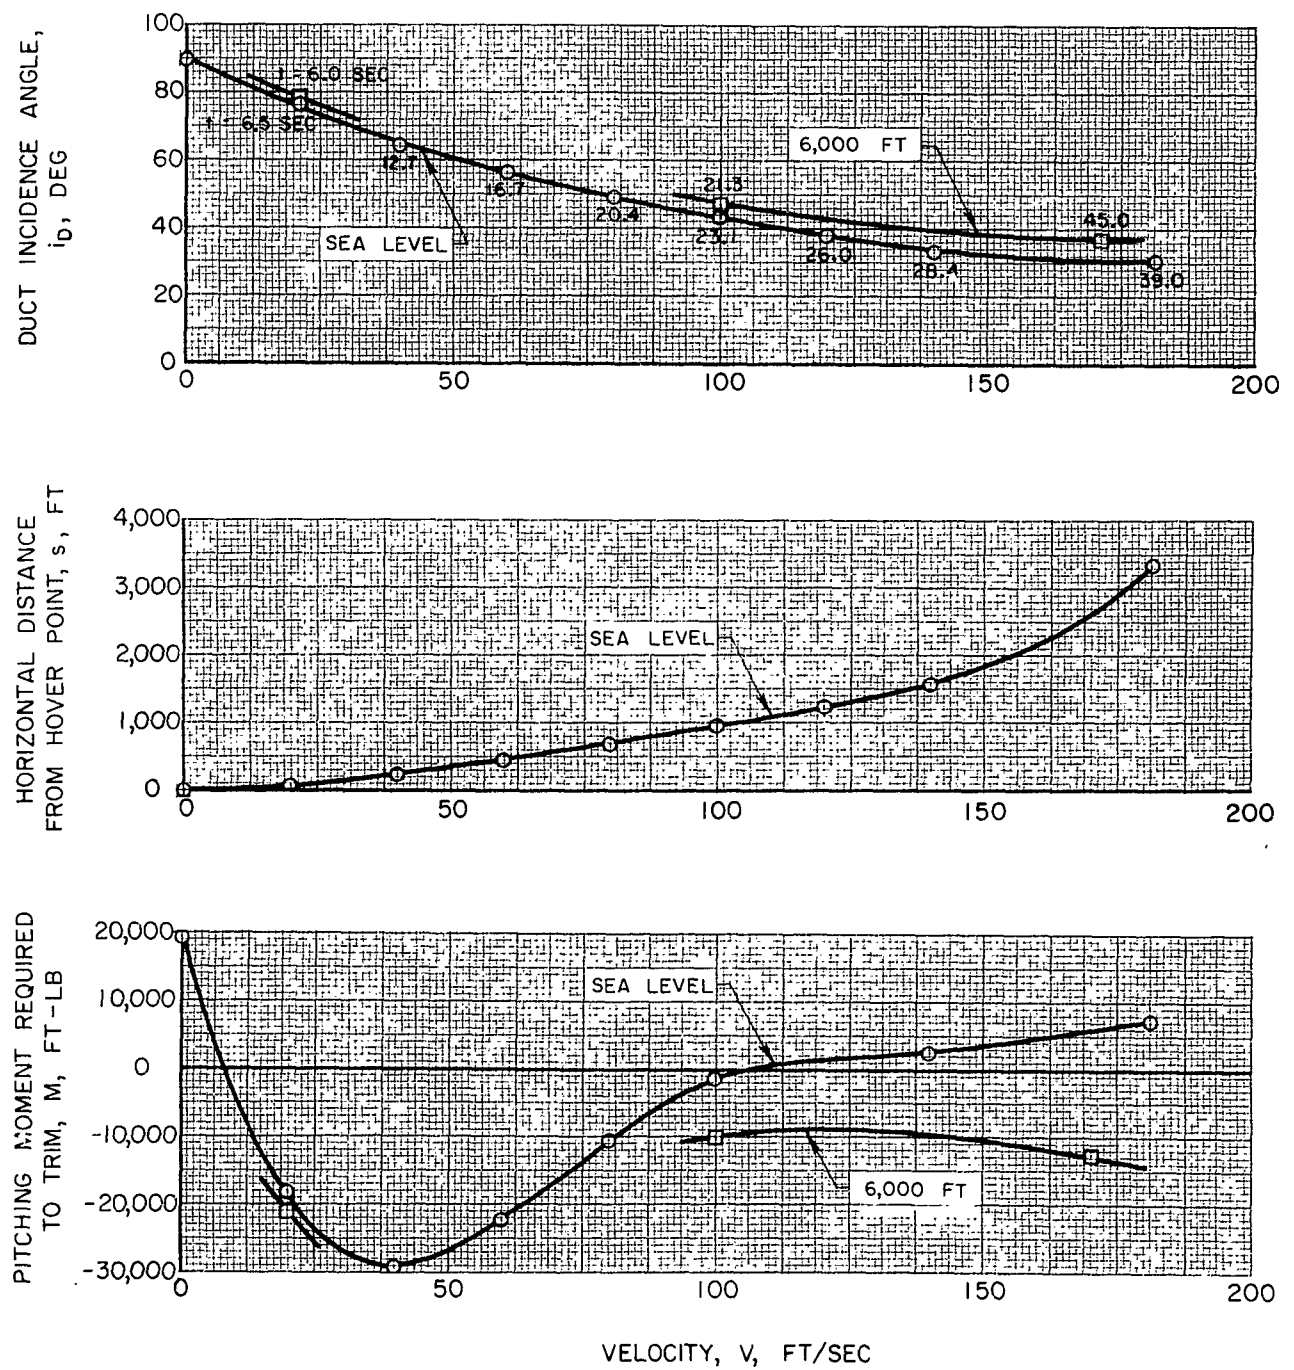 DUCT INCIDENCE ANGLE,
iD, DEG
100
80
60
40
20
0
t - 6.0 SEC
t - 6.5 SEC
12.7
16.7
20.4
21.3
23.1
26.0
28.4
45.0
39.0
SEA LEVEL
6,000 FT
0 50 100 150 200
HORIZONTAL DISTANCE
FROM HOVER POINT, s, FT
4,000
3,000
2,000
1,000
0
SEA LEVEL
0 50 100 150 200
PITCHING MOMENT REQUIRED
TO TRIM, M, FT-LB
20,000
10,000
0
-10,000
-20,000
-30,000
SEA LEVEL
6,000 FT
0 50 100 150 200
VELOCITY, V, FT/SEC